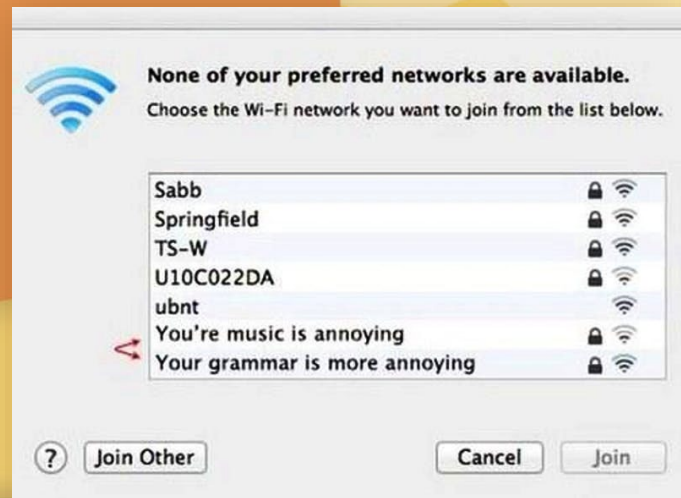 None of your preferred networks are available.
Choose the Wi-Fi network you want to join from the list below.
Sabb
Springfield
TS-W
U10C022DA
ubnt
You're music is annoying
Your grammar is more annoying
? Join Other Cancel Join